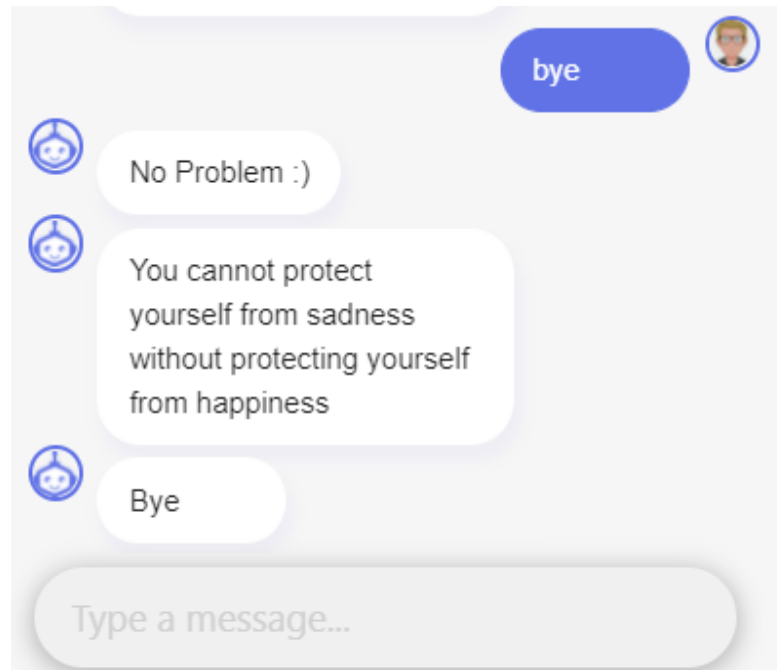 bye
No Problem :)
You cannot protect
yourself from sadness
without protecting yourself
from happiness
Bye
Type a message...